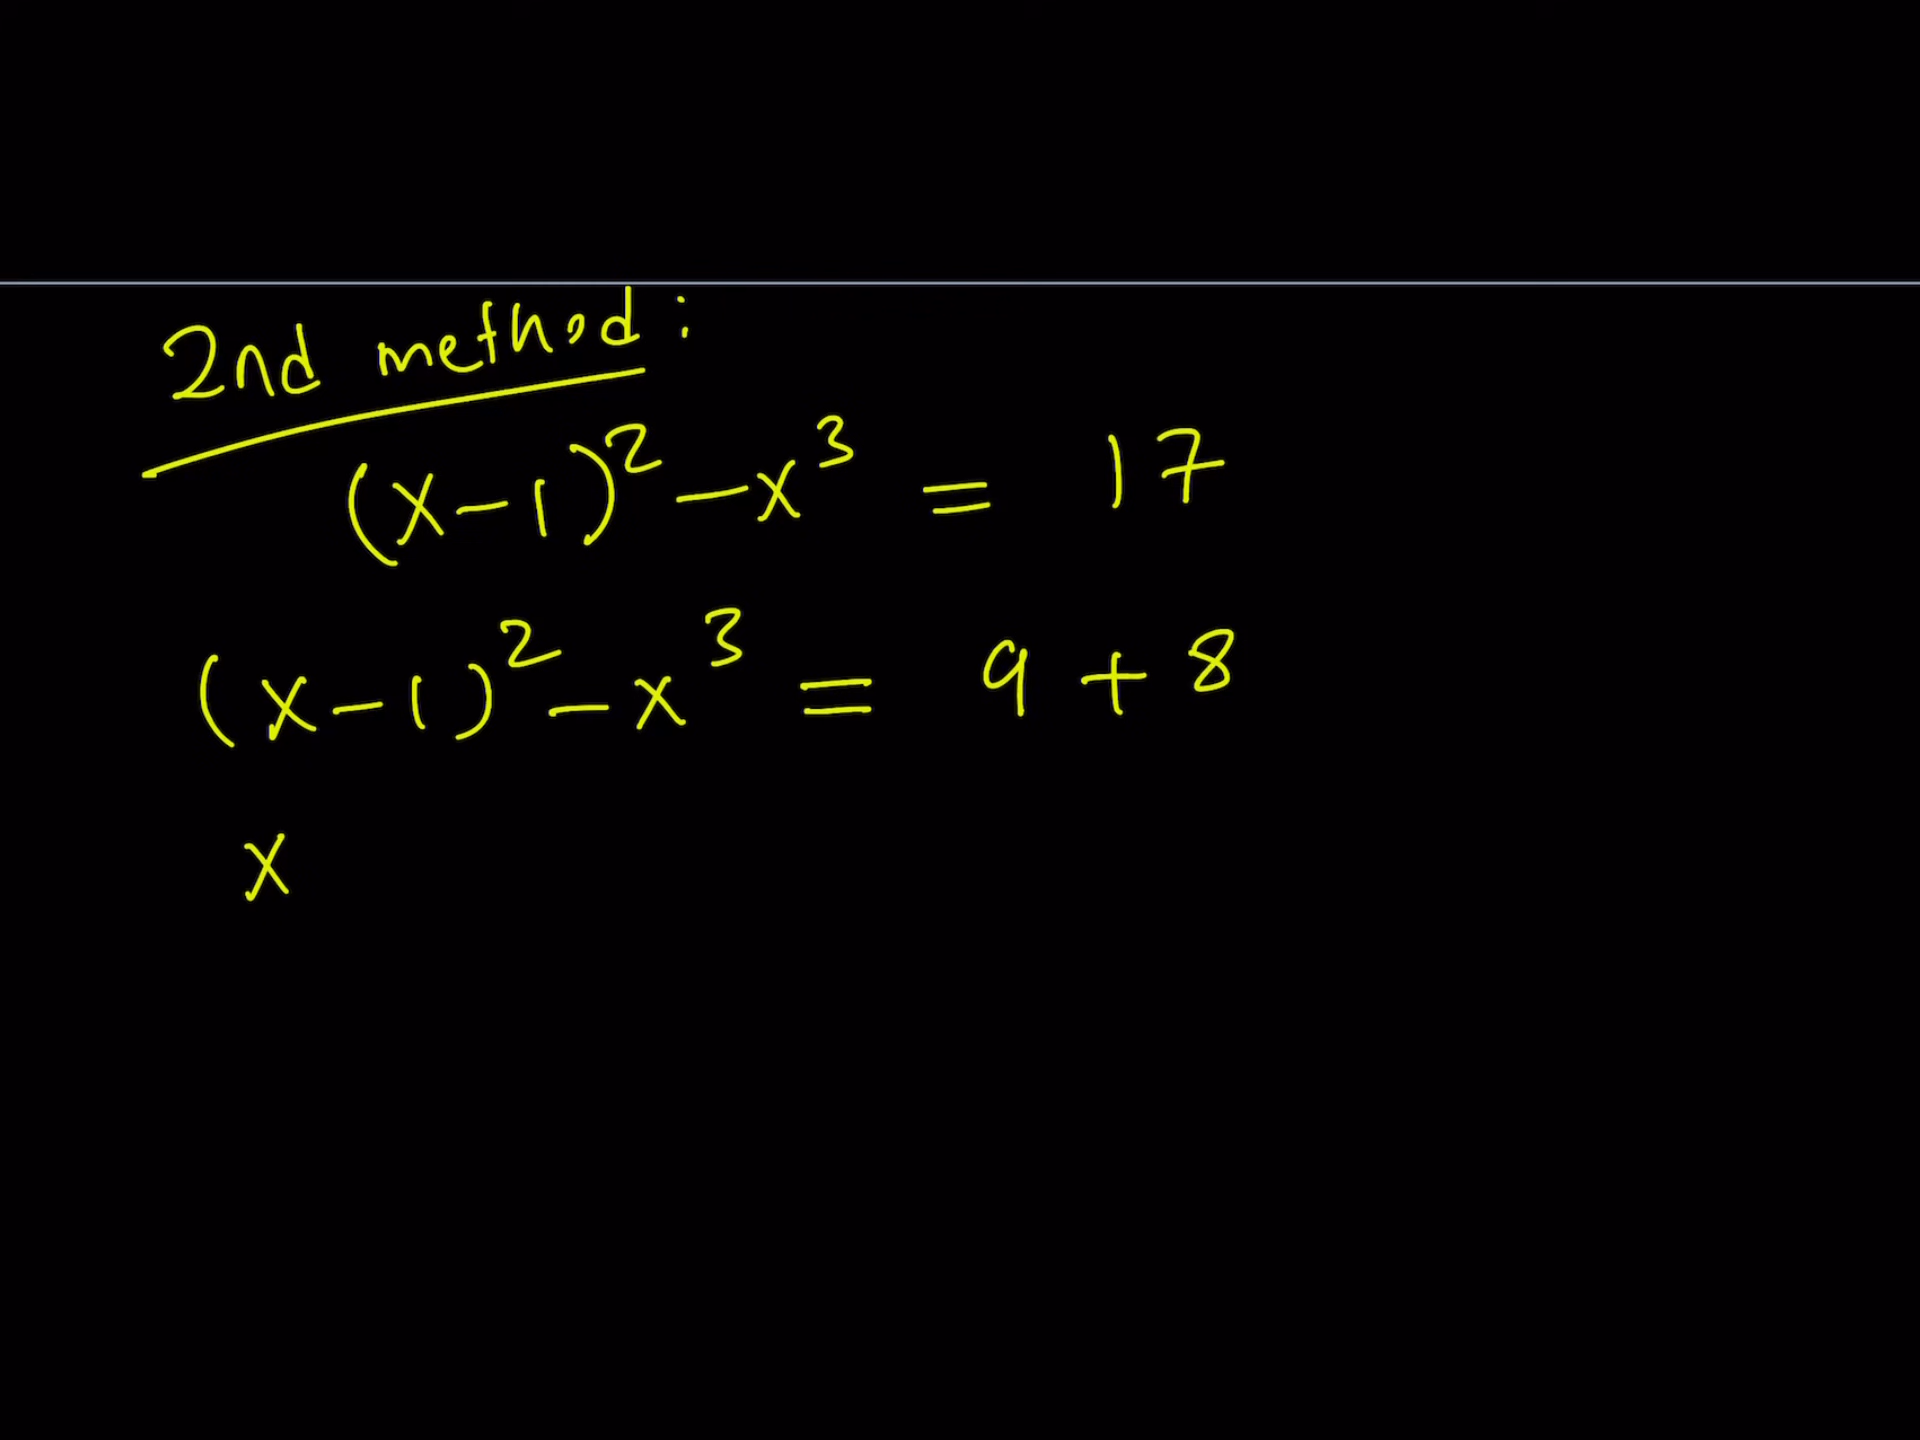 2nd method:
(x-1)² - x³ = 17
(x-1)² - x³ = 9 + 8
x